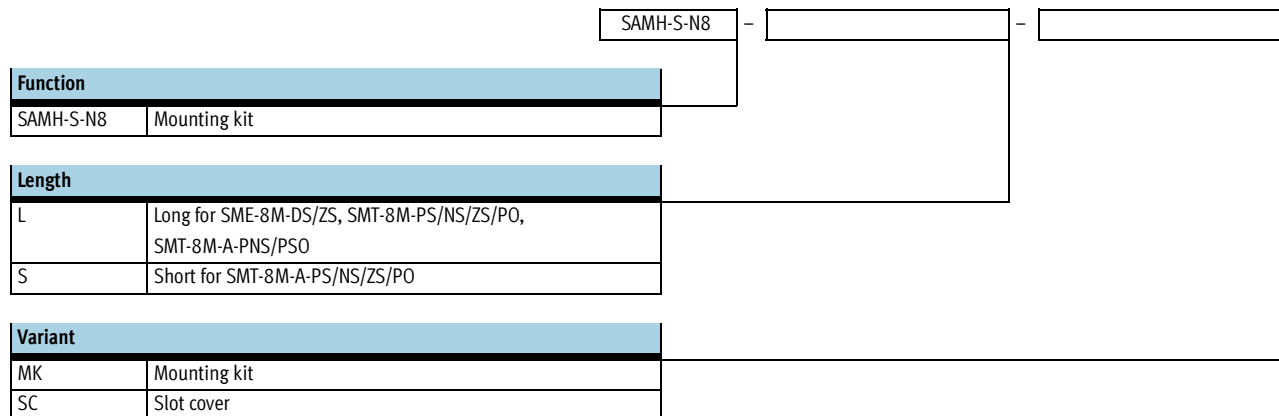 SAMH-S-N8 – –
Function
SAMH-S-N8 Mounting kit
Length
L Long for SME-8M-DS/ZS, SMT-8M-PS/NS/ZS/PO,
SMT-8M-A-PNS/PSO
S Short for SMT-8M-A-PS/NS/ZS/PO
Variant
MK Mounting kit
SC Slot cover